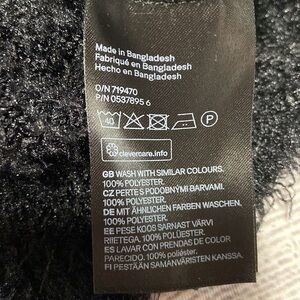 Made in Bangladesh
Fabriqué en Bangladesh
Hecho en Bangladesh
O/N 719470
P/N 0537895 6
40
P
clevercare.info
GB WASH WITH SIMILAR COLOURS.
100% POLYESTER.
CZ PERTE S PODOBNÝMI BARVAMI.
100% POLYESTER.
DE MIT ÄHNLICHEN FARBEN WASCHEN,
100% POLYESTER.
EE PESE KOOS SARNAST VÄRVI
RIIETEGA, 100% POLÜESTER.
ES LAVAR CON PRENDAS DE COLOR
PARECIDO. 100% poliéster.
FI PESTÄÄN SAMANVÄRISTEN KANSSA.